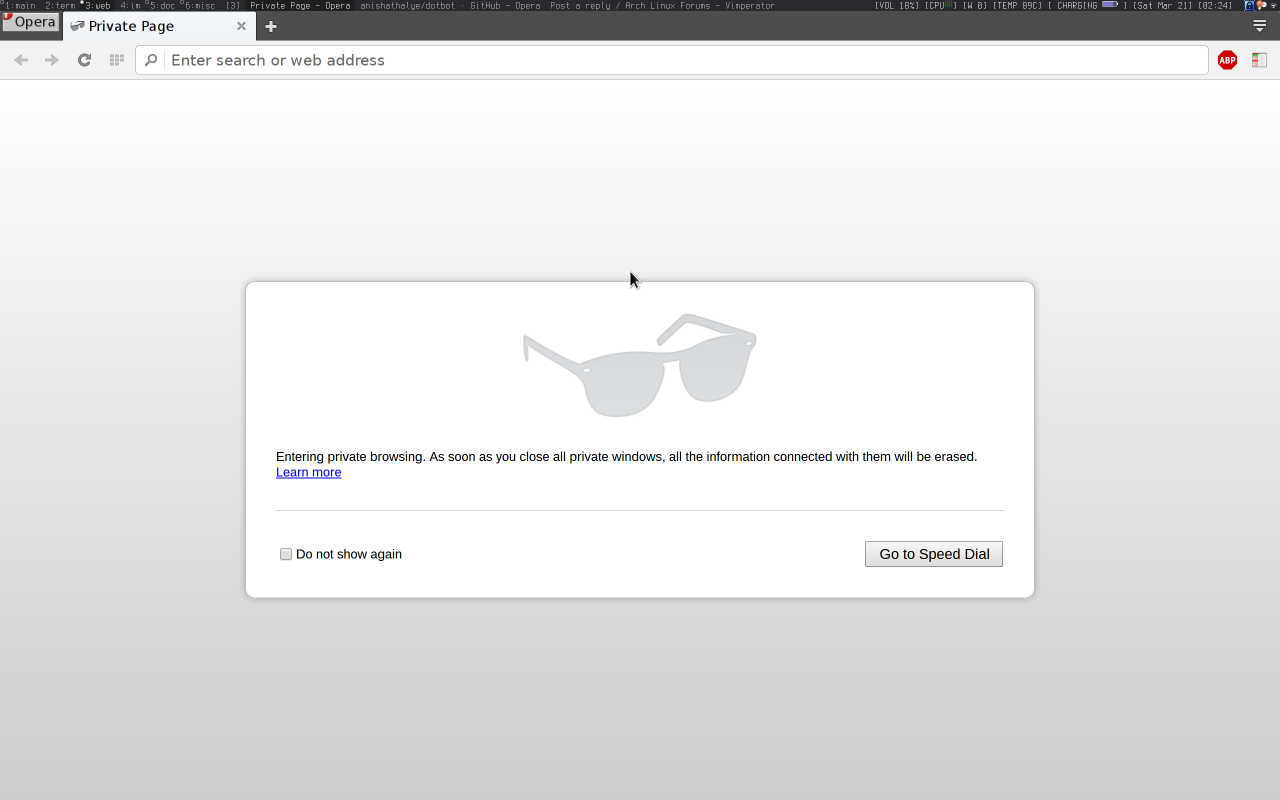 1:main 2:term 3:web 4:im 5:doc 6:misc [3] Private Page - Opera anishathalye/dotbot · GitHub - Opera Post a reply / Arch Linux Forums - Vimperator [VOL 18%] [CPU ] [W 0] [TEMP 89C] [ CHARGING ] [Sat Mar 21] [02:24]
Opera Private Page
Enter search or web address ABP
Entering private browsing. As soon as you close all private windows, all the information connected with them will be erased.
Learn more
Do not show again Go to Speed Dial